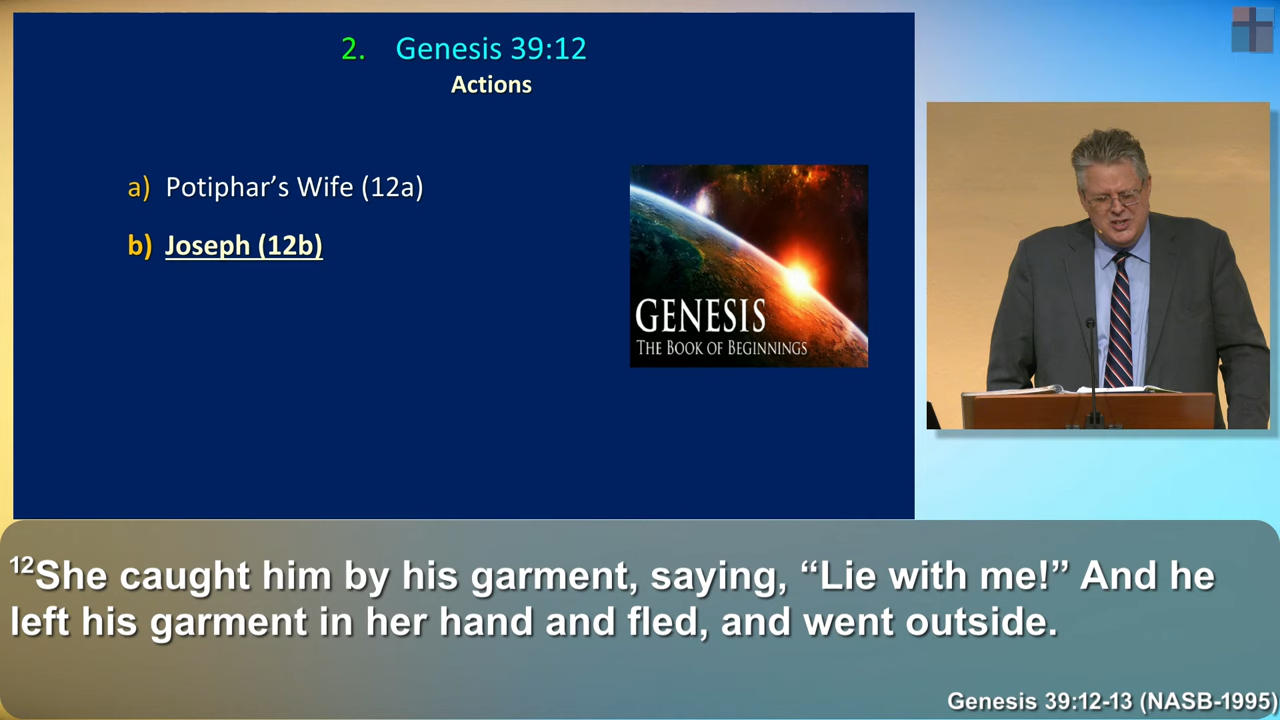 2. Genesis 39:12
Actions
a) Potiphar’s Wife (12a)
b) Joseph (12b)
GENESIS
THE BOOK OF BEGINNINGS
12She caught him by his garment, saying, “Lie with me!” And he
left his garment in her hand and fled, and went outside.
Genesis 39:12-13 (NASB-1995)